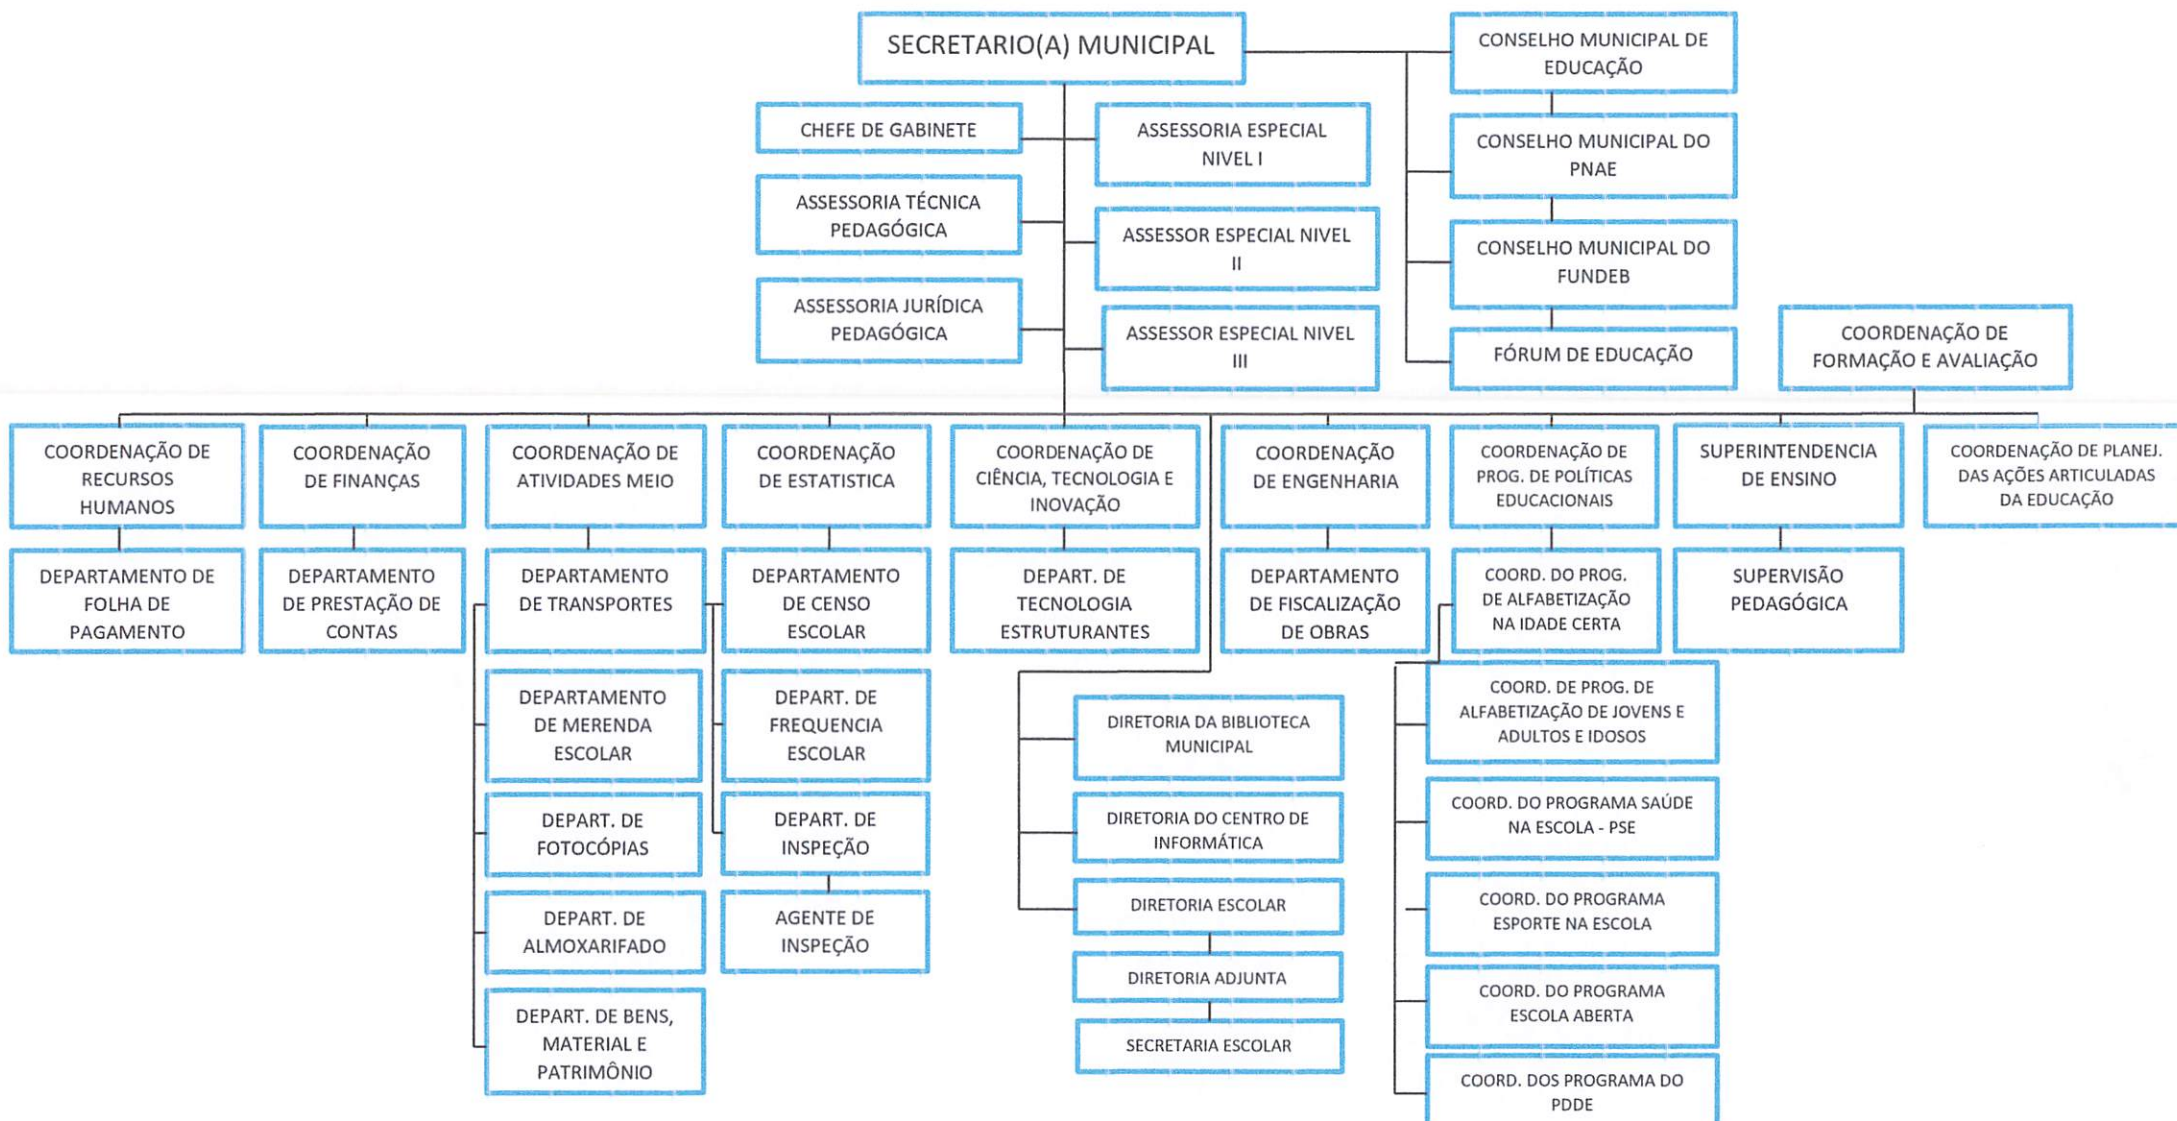 SECRETARIO(A) MUNICIPAL
CONSELHO MUNICIPAL DE
EDUCAÇÃO
CHEFE DE GABINETE
ASSESSORIA ESPECIAL
NIVEL I
CONSELHO MUNICIPAL DO
PNAE
ASSESSORIA TÉCNICA
PEDAGÓGICA
ASSESSOR ESPECIAL NIVEL
II
CONSELHO MUNICIPAL DO
FUNDEB
ASSESSORIA JURÍDICA
PEDAGÓGICA
ASSESSOR ESPECIAL NIVEL
III
FÓRUM DE EDUCAÇÃO
COORDENAÇÃO DE
FORMAÇÃO E AVALIAÇÃO
COORDENAÇÃO DE
RECURSOS
HUMANOS
COORDENAÇÃO
DE FINANÇAS
COORDENAÇÃO DE
ATIVIDADES MEIO
COORDENAÇÃO
DE ESTATISTICA
COORDENAÇÃO DE
CIÊNCIA, TECNOLOGIA E
INOVAÇÃO
COORDENAÇÃO
DE ENGENHARIA
COORDENAÇÃO DE
PROG. DE POLÍTICAS
EDUCACIONAIS
SUPERINTENDENCIA
DE ENSINO
COORDENAÇÃO DE PLANEJ.
DAS AÇÕES ARTICULADAS
DA EDUCAÇÃO
DEPARTAMENTO DE
FOLHA DE
PAGAMENTO
DEPARTAMENTO
DE PRESTAÇÃO DE
CONTAS
DEPARTAMENTO
DE TRANSPORTES
DEPARTAMENTO
DE CENSO
ESCOLAR
DEPART. DE
TECNOLOGIA
ESTRUTURANTES
DEPARTAMENTO
DE FISCALIZAÇÃO
DE OBRAS
COORD. DO PROG.
DE ALFABETIZAÇÃO
NA IDADE CERTA
SUPERVISÃO
PEDAGÓGICA
DEPARTAMENTO
DE MERENDA
ESCOLAR
DEPART. DE
FREQUENCIA
ESCOLAR
DIRETORIA DA BIBLIOTECA
MUNICIPAL
COORD. DE PROG. DE
ALFABETIZAÇÃO DE JOVENS E
ADULTOS E IDOSOS
DEPART. DE
FOTOCÓPIAS
DEPART. DE
INSPEÇÃO
DIRETORIA DO CENTRO DE
INFORMÁTICA
COORD. DO PROGRAMA SAÚDE
NA ESCOLA - PSE
DEPART. DE
ALMOXARIFADO
AGENTE DE
INSPEÇÃO
DIRETORIA ESCOLAR
COORD. DO PROGRAMA
ESPORTE NA ESCOLA
DIRETORIA ADJUNTA
COORD. DO PROGRAMA
ESCOLA ABERTA
DEPART. DE BENS,
MATERIAL E
PATRIMÔNIO
SECRETARIA ESCOLAR
COORD. DOS PROGRAMA DO
PDDE